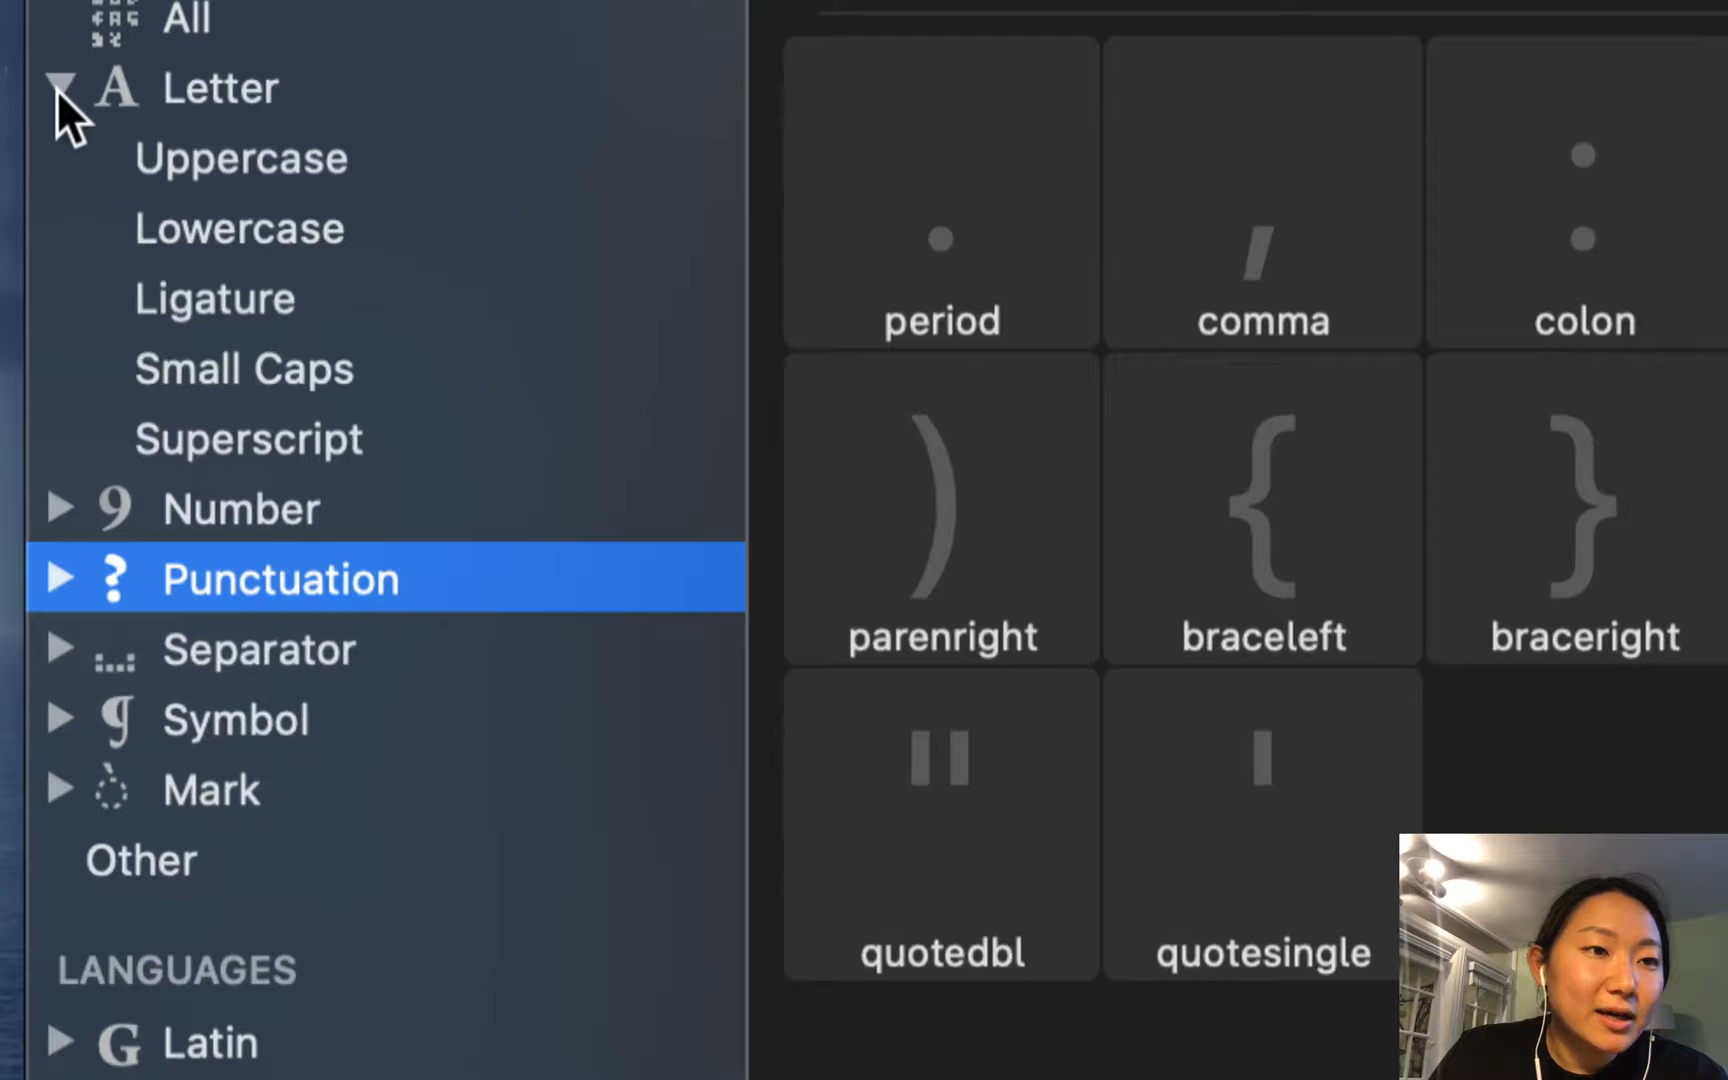 All
Letter
Uppercase
Lowercase
Ligature
Small Caps
Superscript
Number
Punctuation
Separator
Symbol
Mark
Other
LANGUAGES
Latin
. , :
period comma colon
) { }
parenright braceleft braceright
" '
quotedbl quotesingle